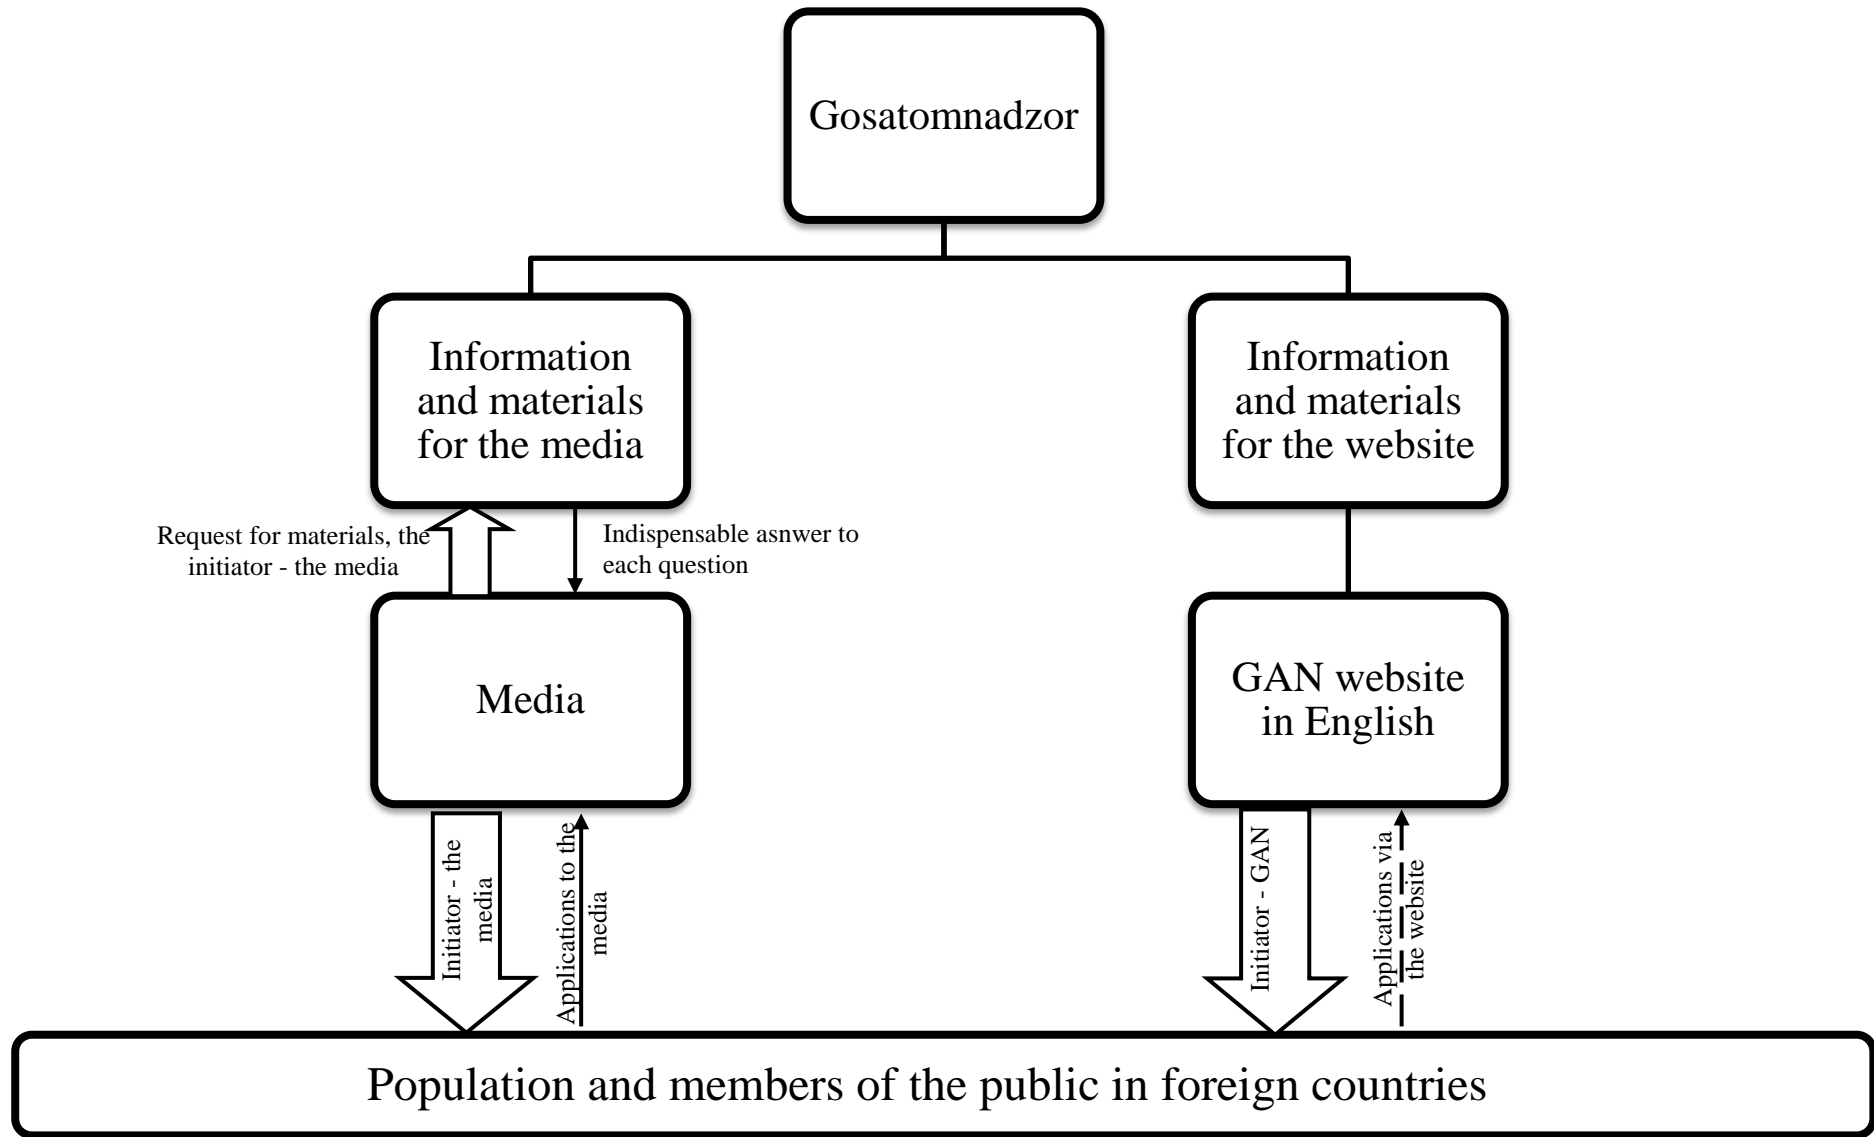 Gosatomnadzor
Information
and materials
for the media
Information
and materials
for the website
Request for materials, the
initiator - the media
Indispensable asnwer to
each question
Media
GAN website
in English
Initiator - the
media
Applications to the
media
Initiator - GAN
Applications via
the website
Population and members of the public in foreign countries